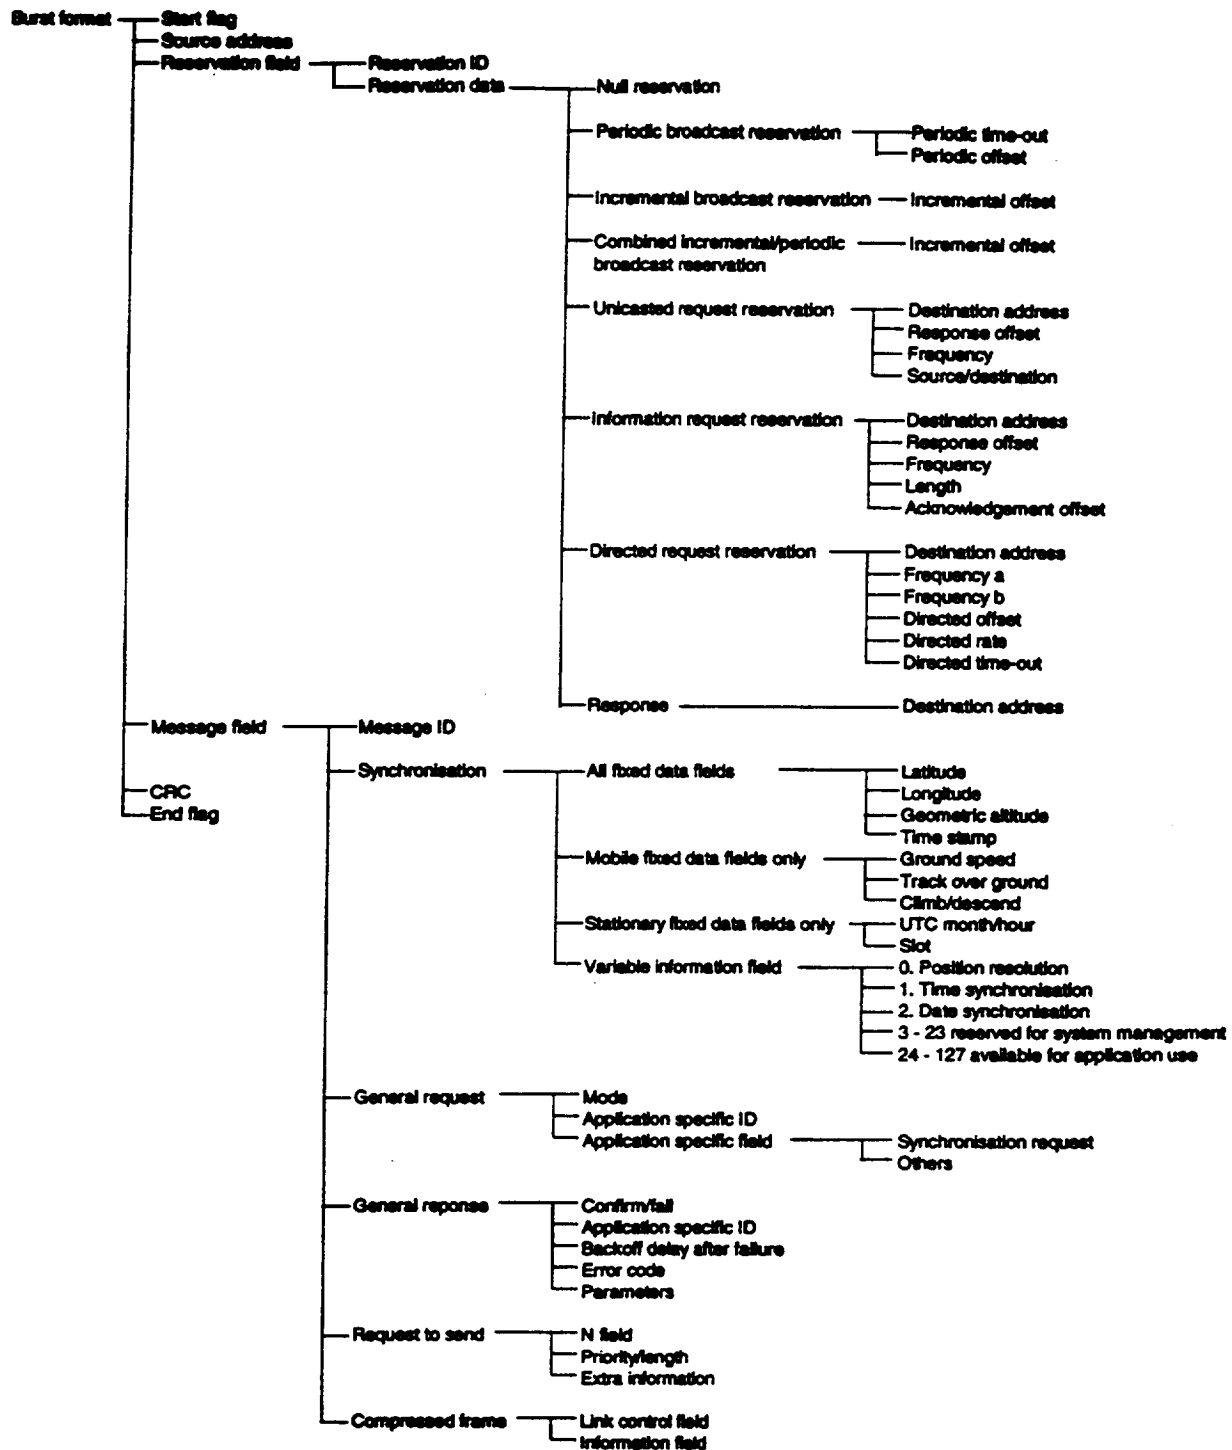 Burst format
Start flag
Source address
Reservation field
Reservation ID
Reservation data
Null reservation
Periodic broadcast reservation
Periodic time-out
Periodic offset
Incremental broadcast reservation
Incremental offset
Combined incremental/periodic
broadcast reservation
Incremental offset
Unicasted request reservation
Destination address
Response offset
Frequency
Source/destination
Information request reservation
Destination address
Response offset
Frequency
Length
Acknowledgement offset
Directed request reservation
Destination address
Frequency a
Frequency b
Directed offset
Directed rate
Directed time-out
Response
Destination address
Message field
Message ID
Synchronisation
All fixed data fields
Latitude
Longitude
Geometric altitude
Time stamp
Mobile fixed data fields only
Ground speed
Track over ground
Climb/descend
Stationary fixed data fields only
UTC month/hour
Slot
Variable information field
0. Position resolution
1. Time synchronisation
2. Date synchronisation
3 - 23 reserved for system management
24 - 127 available for application use
General request
Mode
Application specific ID
Application specific field
Synchronisation request
Others
General reponse
Confirm/fail
Application specific ID
Backoff delay after failure
Error code
Parameters
Request to send
N field
Priority/length
Extra information
Compressed frame
Link control field
Information field
CRC
End flag